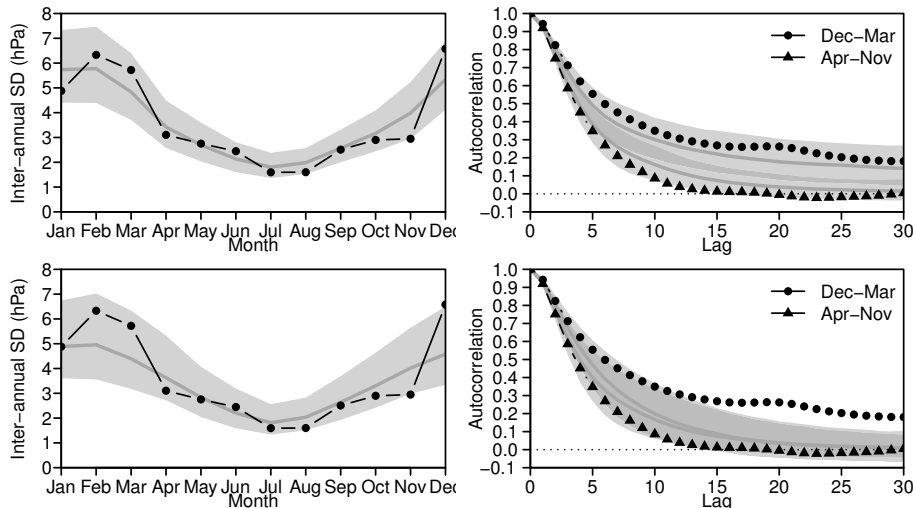 Inter-annual SD (hPa)
8
7
6
5
4
3
2
1
0
Jan Feb Mar Apr May Jun Jul Aug Sep Oct Nov Dec
Month
Autocorrelation
1.0
0.9
0.8
0.7
0.6
0.5
0.4
0.3
0.2
0.1
0.0
−0.1
Dec−Mar
Apr−Nov
0 5 10 15 20 25 30
Lag
Inter-annual SD (hPa)
8
7
6
5
4
3
2
1
0
Jan Feb Mar Apr May Jun Jul Aug Sep Oct Nov Dec
Month
Autocorrelation
1.0
0.9
0.8
0.7
0.6
0.5
0.4
0.3
0.2
0.1
0.0
−0.1
Dec−Mar
Apr−Nov
0 5 10 15 20 25 30
Lag